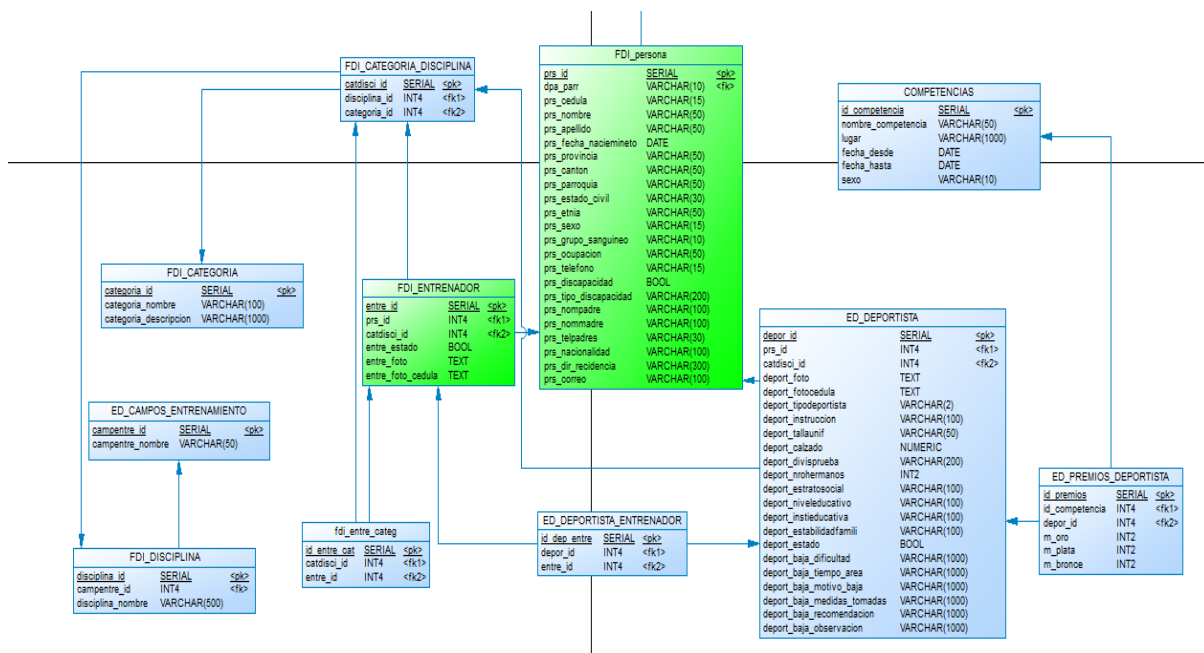 FDI_CATEGORIA_DISCIPLINA
catdisci_id SERIAL <pk>
disciplina_id INT4 <fk1>
categoria_id INT4 <fk2>
FDI_persona
prs_id SERIAL <pk>
dpa_parr VARCHAR(10) <fk>
prs_cedula VARCHAR(15)
prs_nombre VARCHAR(50)
prs_apellido VARCHAR(50)
prs_fecha_naciemineto DATE
prs_provincia VARCHAR(50)
prs_canton VARCHAR(50)
prs_parroquia VARCHAR(50)
prs_estado_civil VARCHAR(30)
prs_etnia VARCHAR(50)
prs_sexo VARCHAR(15)
prs_grupo_sanguineo VARCHAR(10)
prs_ocupacion VARCHAR(50)
prs_telefono VARCHAR(15)
prs_discapacidad BOOL
prs_tipo_discapacidad VARCHAR(200)
prs_nompadre VARCHAR(100)
prs_nommadre VARCHAR(100)
prs_telpadres VARCHAR(30)
prs_nacionalidad VARCHAR(100)
prs_dir_recidencia VARCHAR(300)
prs_correo VARCHAR(100)
COMPETENCIAS
id_competencia SERIAL <pk>
nombre_competencia VARCHAR(50)
lugar VARCHAR(1000)
fecha_desde DATE
fecha_hasta DATE
sexo VARCHAR(10)
FDI_CATEGORIA
categoria_id SERIAL <pk>
categoria_nombre VARCHAR(100)
categoria_descripcion VARCHAR(1000)
FDI_ENTRENADOR
entre_id SERIAL <pk>
prs_id INT4 <fk1>
catdisci_id INT4 <fk2>
entre_estado BOOL
entre_foto TEXT
entre_foto_cedula TEXT
ED_DEPORTISTA
depor_id SERIAL <pk>
prs_id INT4 <fk1>
catdisci_id INT4 <fk2>
deport_foto TEXT
deport_fotocedula TEXT
deport_tipodeportista VARCHAR(2)
deport_instruccion VARCHAR(100)
deport_tallaunif VARCHAR(50)
deport_calzado NUMERIC
deport_divisprueba VARCHAR(200)
deport_nrohermanos INT2
deport_estratosocial VARCHAR(100)
deport_niveleducativo VARCHAR(100)
deport_instieducativa VARCHAR(100)
deport_estabilidadfamili VARCHAR(100)
deport_estado BOOL
deport_baja_dificultad VARCHAR(1000)
deport_baja_tiempo_area VARCHAR(1000)
deport_baja_motivo_baja VARCHAR(1000)
deport_baja_medidas_tomadas VARCHAR(1000)
deport_baja_recomendacion VARCHAR(1000)
deport_baja_observacion VARCHAR(1000)
ED_CAMPOS_ENTRENAMIENTO
campentre_id SERIAL <pk>
campentre_nombre VARCHAR(50)
ED_PREMIOS_DEPORTISTA
id_premios SERIAL <pk>
id_competencia INT4 <fk1>
depor_id INT4 <fk2>
m_oro INT2
m_plata INT2
m_bronce INT2
fdi_entre_categ
id_entre_cat SERIAL <pk>
catdisci_id INT4 <fk1>
entre_id INT4 <fk2>
ED_DEPORTISTA_ENTRENADOR
id_dep_entre SERIAL <pk>
depor_id INT4 <fk1>
entre_id INT4 <fk2>
FDI_DISCIPLINA
disciplina_id SERIAL <pk>
campentre_id INT4 <fk>
disciplina_nombre VARCHAR(500)